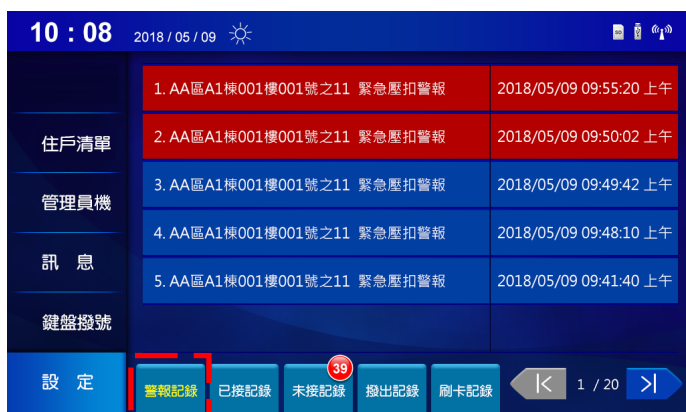 10 : 08 2018 / 05 / 09
1. AA區A1棟001樓001號之11 緊急壓扣警報 2018/05/09 09:55:20 上午
2. AA區A1棟001樓001號之11 緊急壓扣警報 2018/05/09 09:50:02 上午
3. AA區A1棟001樓001號之11 緊急壓扣警報 2018/05/09 09:49:42 上午
4. AA區A1棟001樓001號之11 緊急壓扣警報 2018/05/09 09:48:10 上午
5. AA區A1棟001樓001號之11 緊急壓扣警報 2018/05/09 09:41:40 上午
住戶清單
管理員機
訊 息
鍵盤撥號
設 定
警報記錄 已接記錄 未接記錄 39 撥出記錄 刷卡記錄 1 / 20